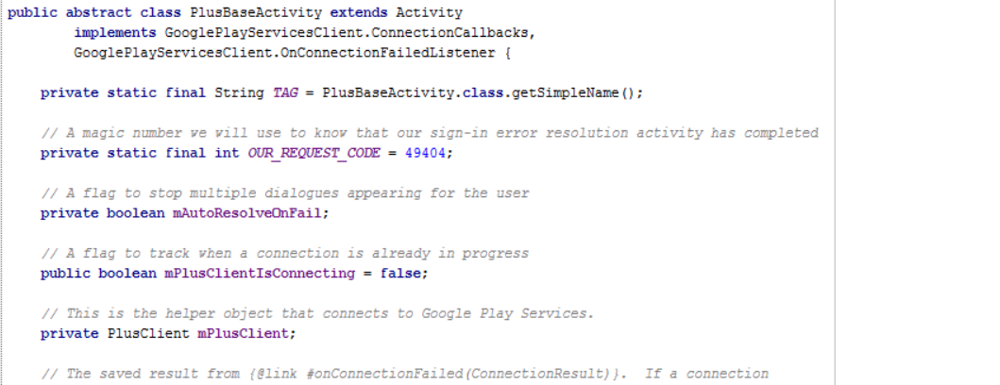 public abstract class PlusBaseActivity extends Activity
implements GooglePlayServicesClient.ConnectionCallbacks,
GooglePlayServicesClient.OnConnectionFailedListener {
private static final String TAG = PlusBaseActivity.class.getSimpleName();
// A magic number we will use to know that our sign-in error resolution activity has completed
private static final int OUR_REQUEST_CODE = 49404;
// A flag to stop multiple dialogues appearing for the user
private boolean mAutoResolveOnFail;
// A flag to track when a connection is already in progress
public boolean mPlusClientIsConnecting = false;
// This is the helper object that connects to Google Play Services.
private PlusClient mPlusClient;
// The saved result from {@link #onConnectionFailed(ConnectionResult)}.  If a connection